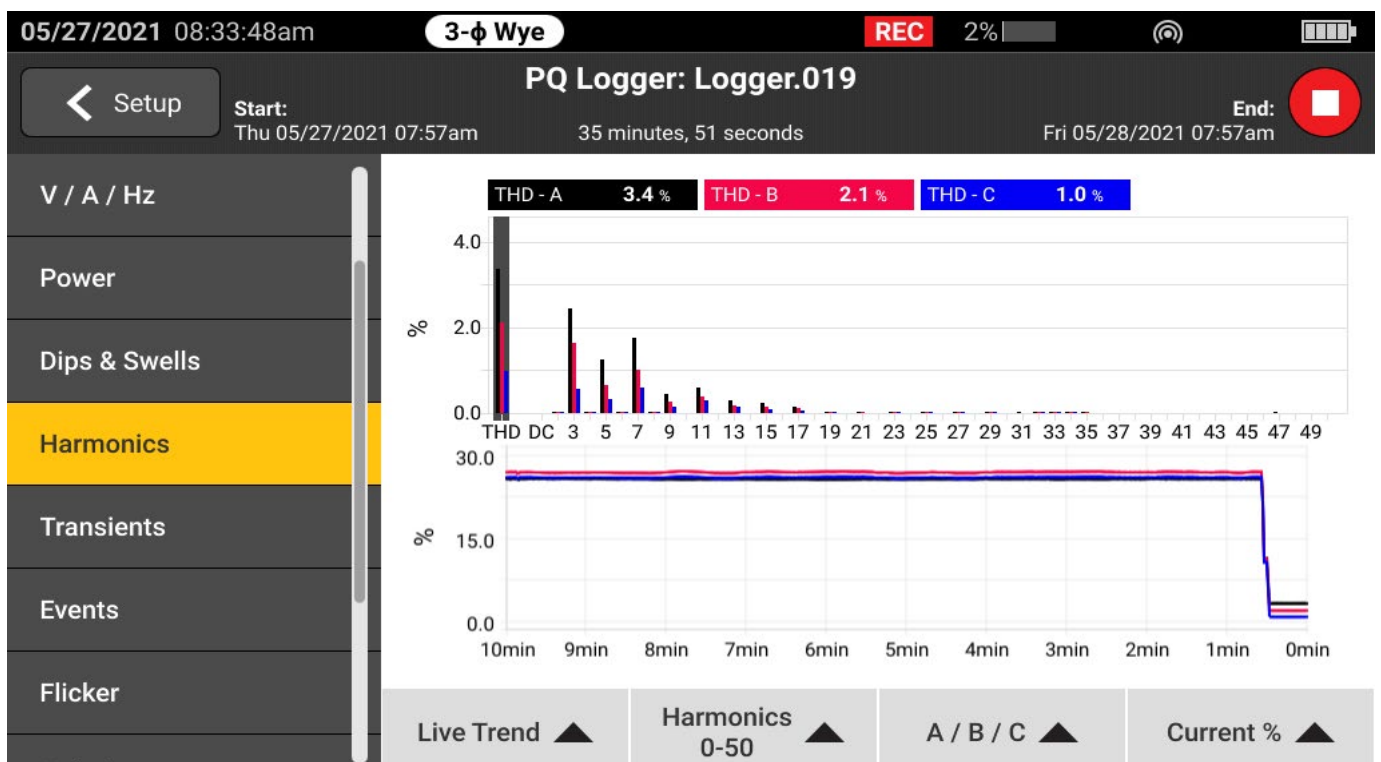 05/27/2021 08:33:48am 3-ϕ Wye REC 2%
PQ Logger: Logger.019
Setup
Start:
Thu 05/27/2021 07:57am
35 minutes, 51 seconds
End:
Fri 05/28/2021 07:57am
V / A / Hz
Power
Dips & Swells
Harmonics
Transients
Events
Flicker
THD - A 3.4 % THD - B 2.1 % THD - C 1.0 %
4.0
%
2.0
0.0
THD DC 3 5 7 9 11 13 15 17 19 21 23 25 27 29 31 33 35 37 39 41 43 45 47 49
30.0
%
15.0
0.0
10min 9min 8min 7min 6min 5min 4min 3min 2min 1min 0min
Live Trend
Harmonics
0-50
A / B / C
Current %